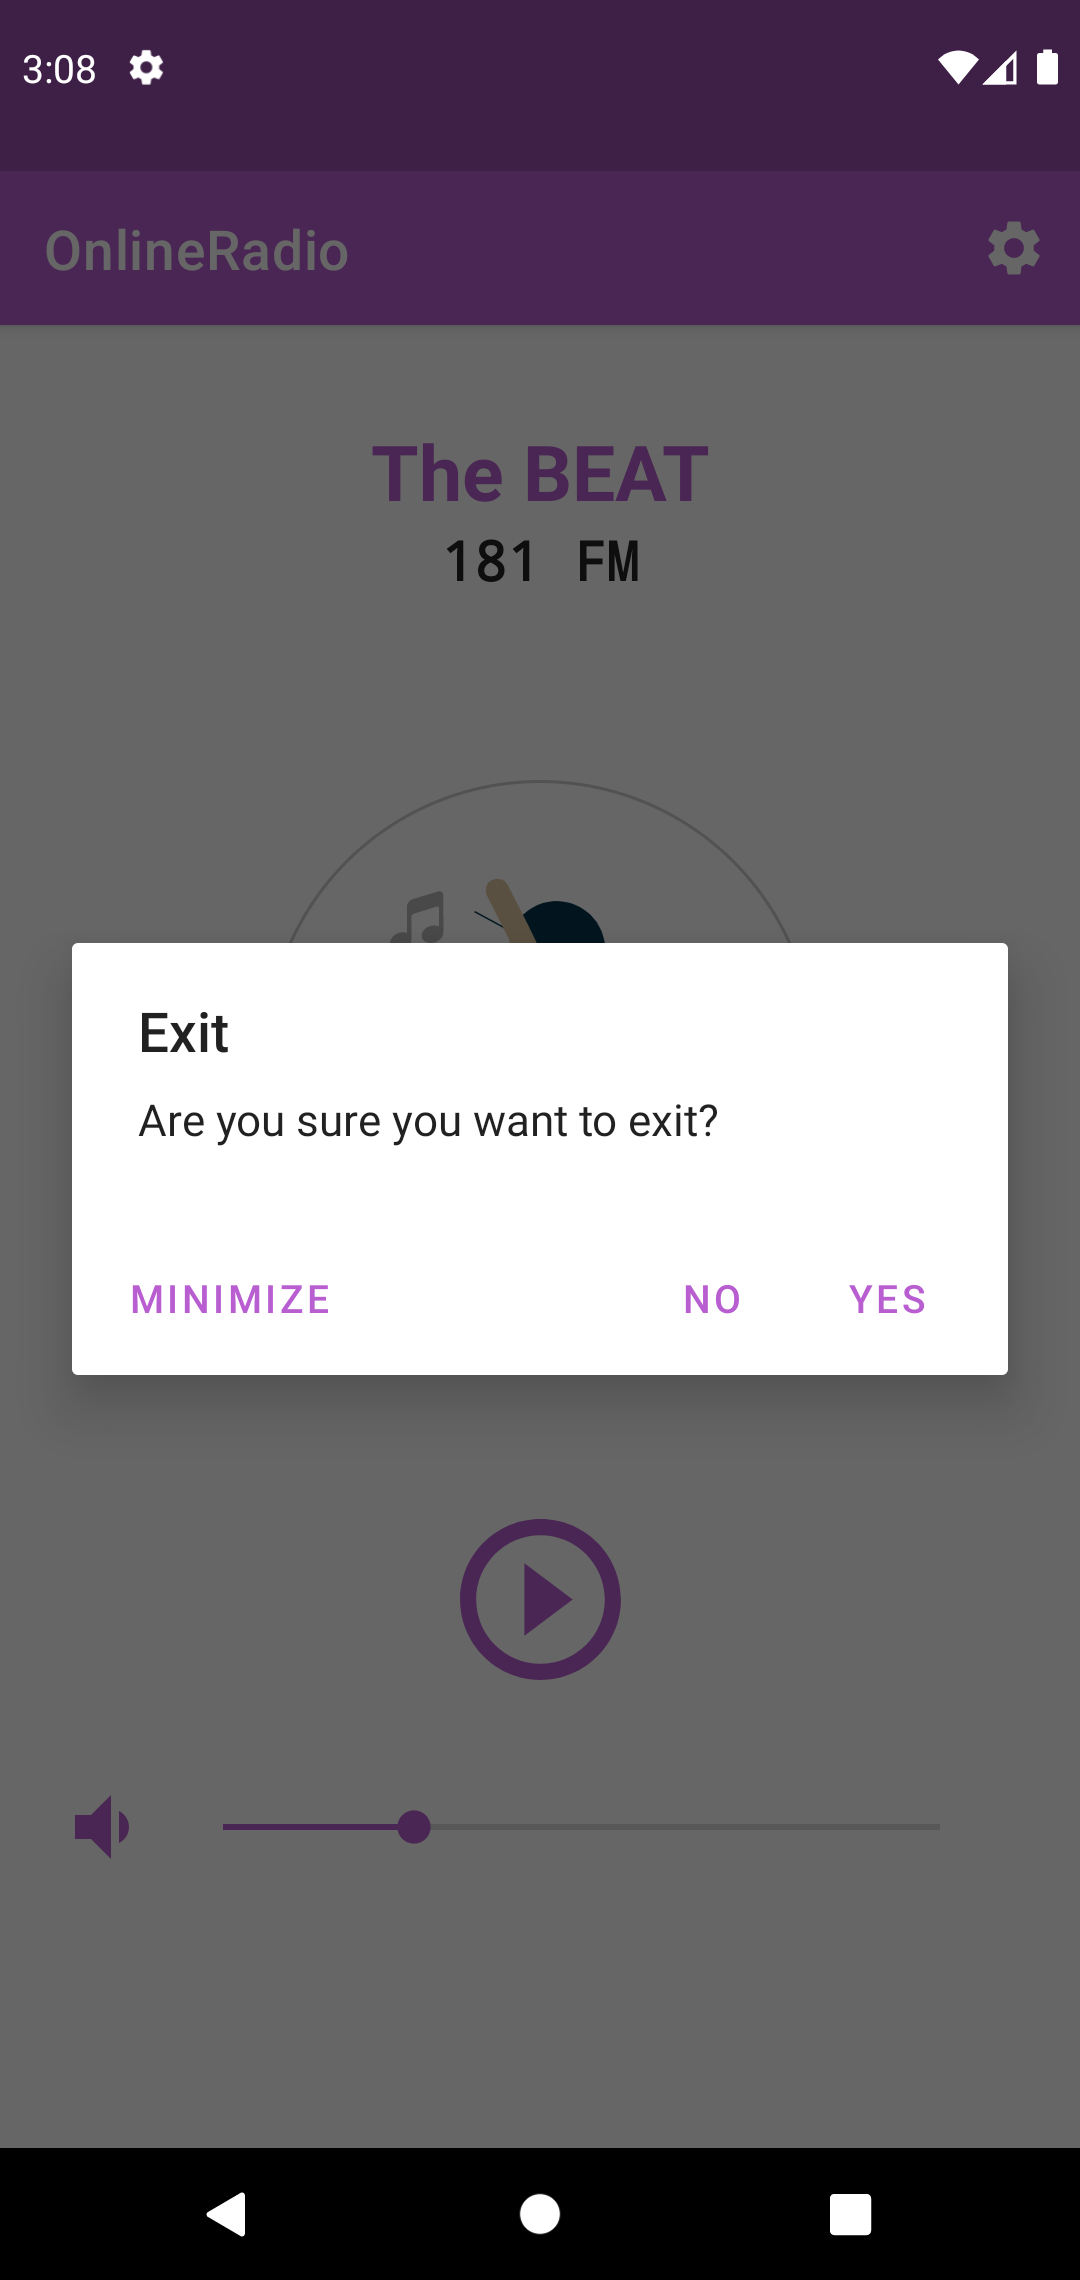 3:08
OnlineRadio
The BEAT
181 FM
Exit
Are you sure you want to exit?
MINIMIZE NO YES